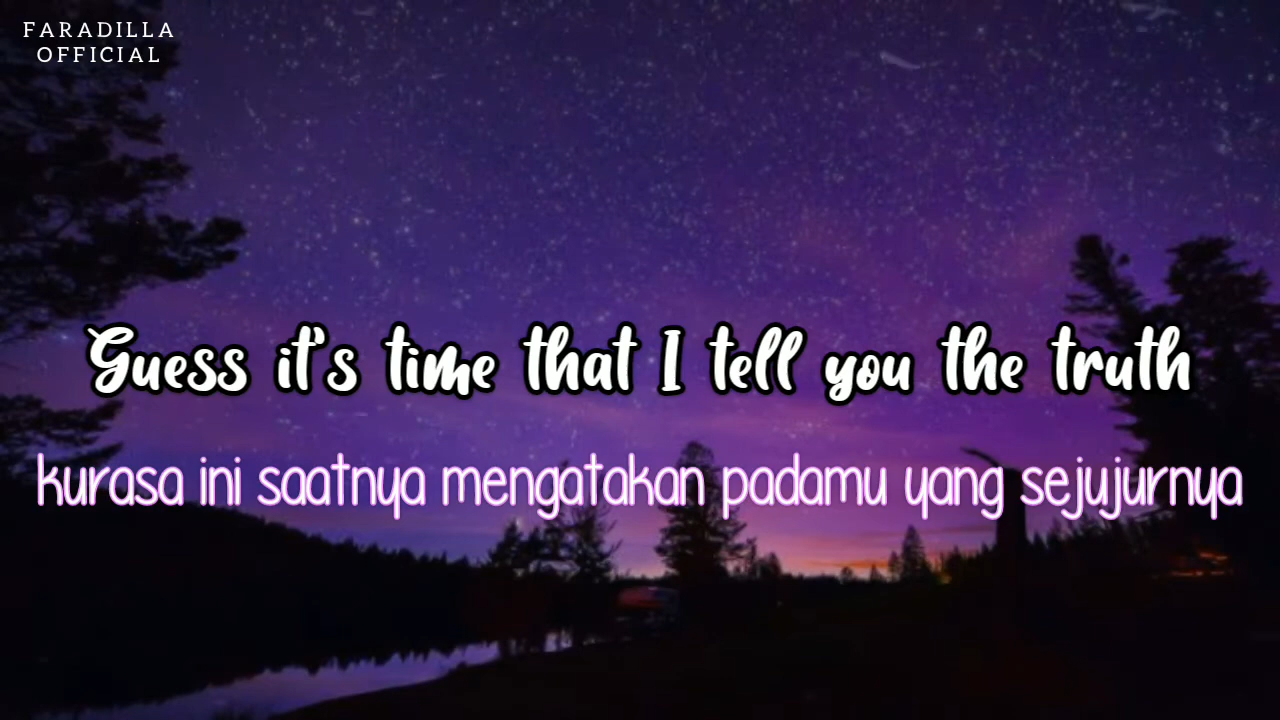 FARADILLA
OFFICIAL
Guess it's time that I tell you the truth
kurasa ini saatnya mengatakan padamu yang sejujurnya